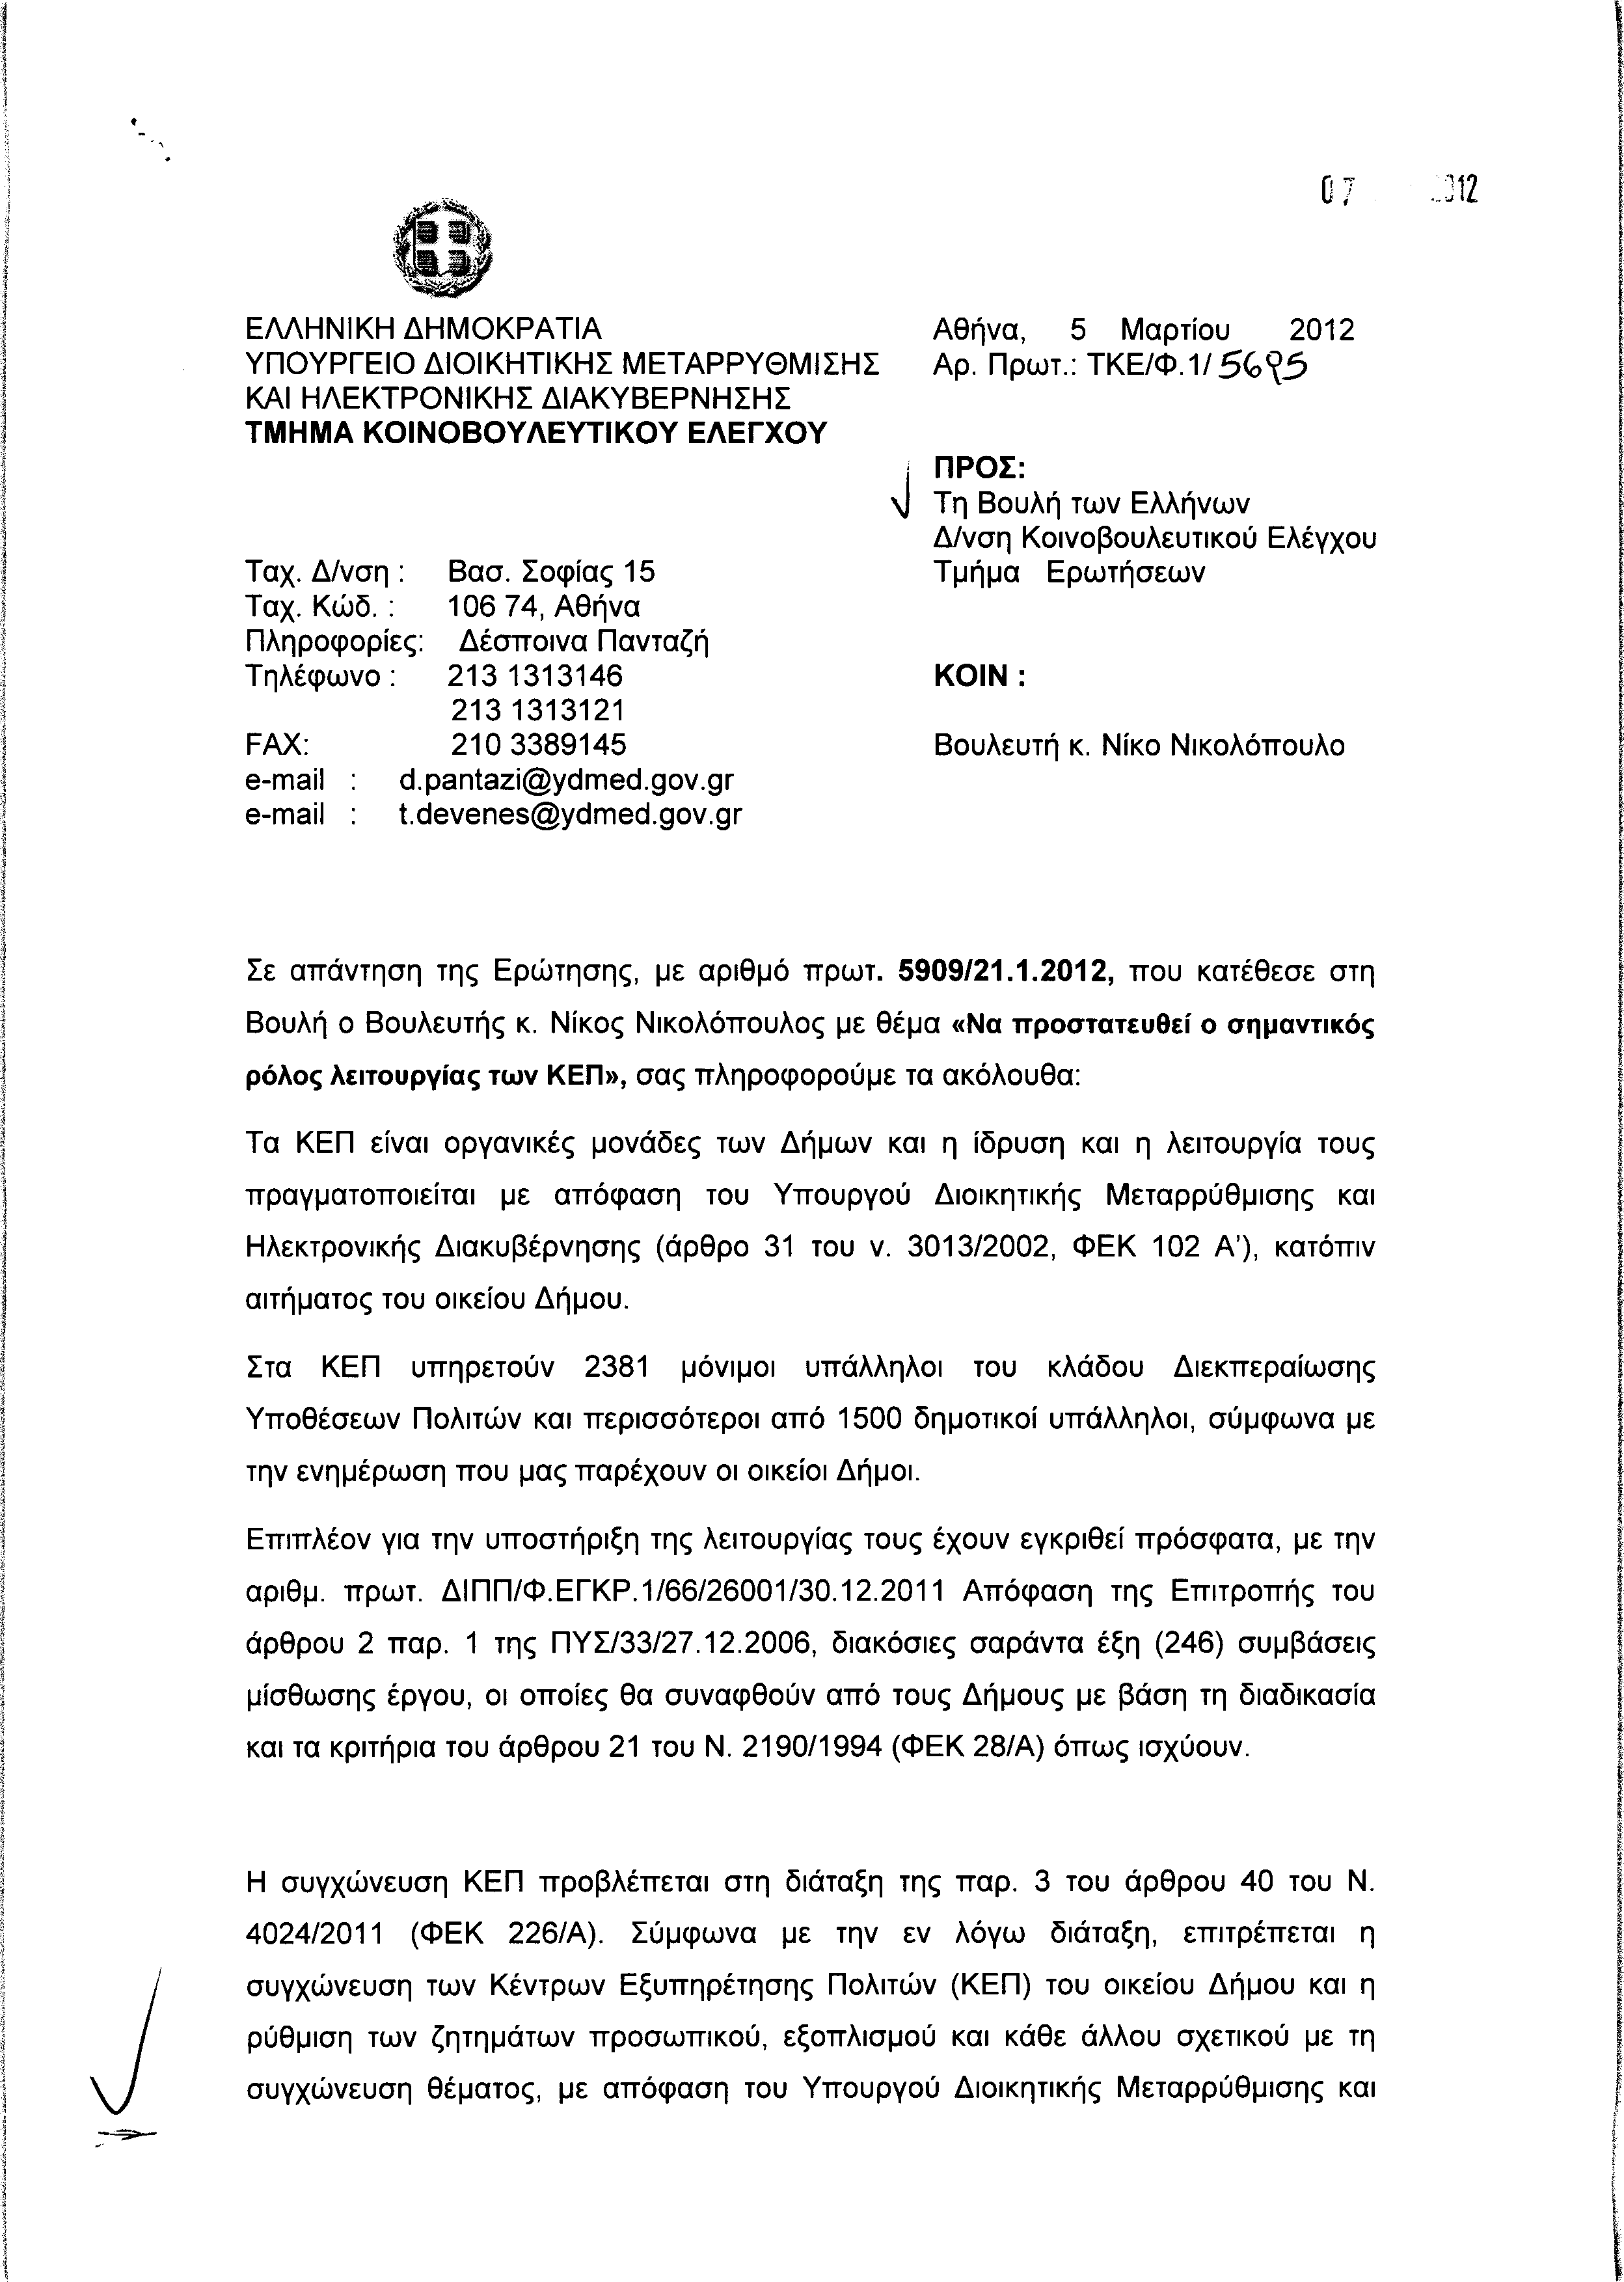 ΕΛΛΗΝΙΚΗ ΔΗΜΟΚΡΑΤΙΑ
ΥΠΟΥΡΓΕΙΟ ΔΙΟΙΚΗΤΙΚΗΣ ΜΕΤΑΡΡΥΘΜΙΣΗΣ
ΚΑΙ ΗΛΕΚΤΡΟΝΙΚΗΣ ΔΙΑΚΥΒΕΡΝΗΣΗΣ
ΤΜΗΜΑ ΚΟΙΝΟΒΟΥΛΕΥΤΙΚΟΥ ΕΛΕΓΧΟΥ
Ταχ. Δ/νση : Βασ. Σοφίας 15
Ταχ. Κώδ. : 106 74, Αθήνα
Πληροφορίες: Δέσποινα Πανταζή
Τηλέφωνο : 213 1313146
213 1313121
FAX: 210 3389145
e-mail : d.pantazi@ydmed.gov.gr
e-mail : t.devenes@ydmed.gov.gr
Αθήνα, 5 Μαρτίου 2012
Αρ. Πρωτ.: ΤΚΕ/Φ.1/
ΠΡΟΣ:
Τη Βουλή των Ελλήνων
Δ/νση Κοινοβουλευτικού Ελέγχου
Τμήμα Ερωτήσεων
ΚΟΙΝ :
Βουλευτή κ. Νίκο Νικολόπουλο
Σε απάντηση της Ερώτησης, με αριθμό πρωτ. 5909/21.1.2012, που κατέθεσε στη
Βουλή ο Βουλευτής κ. Νίκος Νικολόπουλος με θέμα «Να προστατευθεί ο σημαντικός
ρόλος λειτουργίας των ΚΕΠ», σας πληροφορούμε τα ακόλουθα:
Τα ΚΕΠ είναι οργανικές μονάδες των Δήμων και η ίδρυση και η λειτουργία τους
πραγματοποιείται με απόφαση του Υπουργού Διοικητικής Μεταρρύθμισης και
Ηλεκτρονικής Διακυβέρνησης (άρθρο 31 του ν. 3013/2002, ΦΕΚ 102 Α’), κατόπιν
αιτήματος του οικείου Δήμου.
Στα ΚΕΠ υπηρετούν 2381 μόνιμοι υπάλληλοι του κλάδου Διεκπεραίωσης
Υποθέσεων Πολιτών και περισσότεροι από 1500 δημοτικοί υπάλληλοι, σύμφωνα με
την ενημέρωση που μας παρέχουν οι οικείοι Δήμοι.
Επιπλέον για την υποστήριξη της λειτουργίας τους έχουν εγκριθεί πρόσφατα, με την
αριθμ. πρωτ. ΔΙΠΠ/Φ.ΕΓΚΡ.1/66/26001/30.12.2011 Απόφαση της Επιτροπής του
άρθρου 2 παρ. 1 της ΠΥΣ/33/27.12.2006, διακόσιες σαράντα έξη (246) συμβάσεις
μίσθωσης έργου, οι οποίες θα συναφθούν από τους Δήμους με βάση τη διαδικασία
και τα κριτήρια του άρθρου 21 του Ν. 2190/1994 (ΦΕΚ 28/Α) όπως ισχύουν.
Η συγχώνευση ΚΕΠ προβλέπεται στη διάταξη της παρ. 3 του άρθρου 40 του Ν.
4024/2011 (ΦΕΚ 226/Α). Σύμφωνα με την εν λόγω διάταξη, επιτρέπεται η
συγχώνευση των Κέντρων Εξυπηρέτησης Πολιτών (ΚΕΠ) του οικείου Δήμου και η
ρύθμιση των ζητημάτων προσωπικού, εξοπλισμού και κάθε άλλου σχετικού με τη
συγχώνευση θέματος, με απόφαση του Υπουργού Διοικητικής Μεταρρύθμισης και